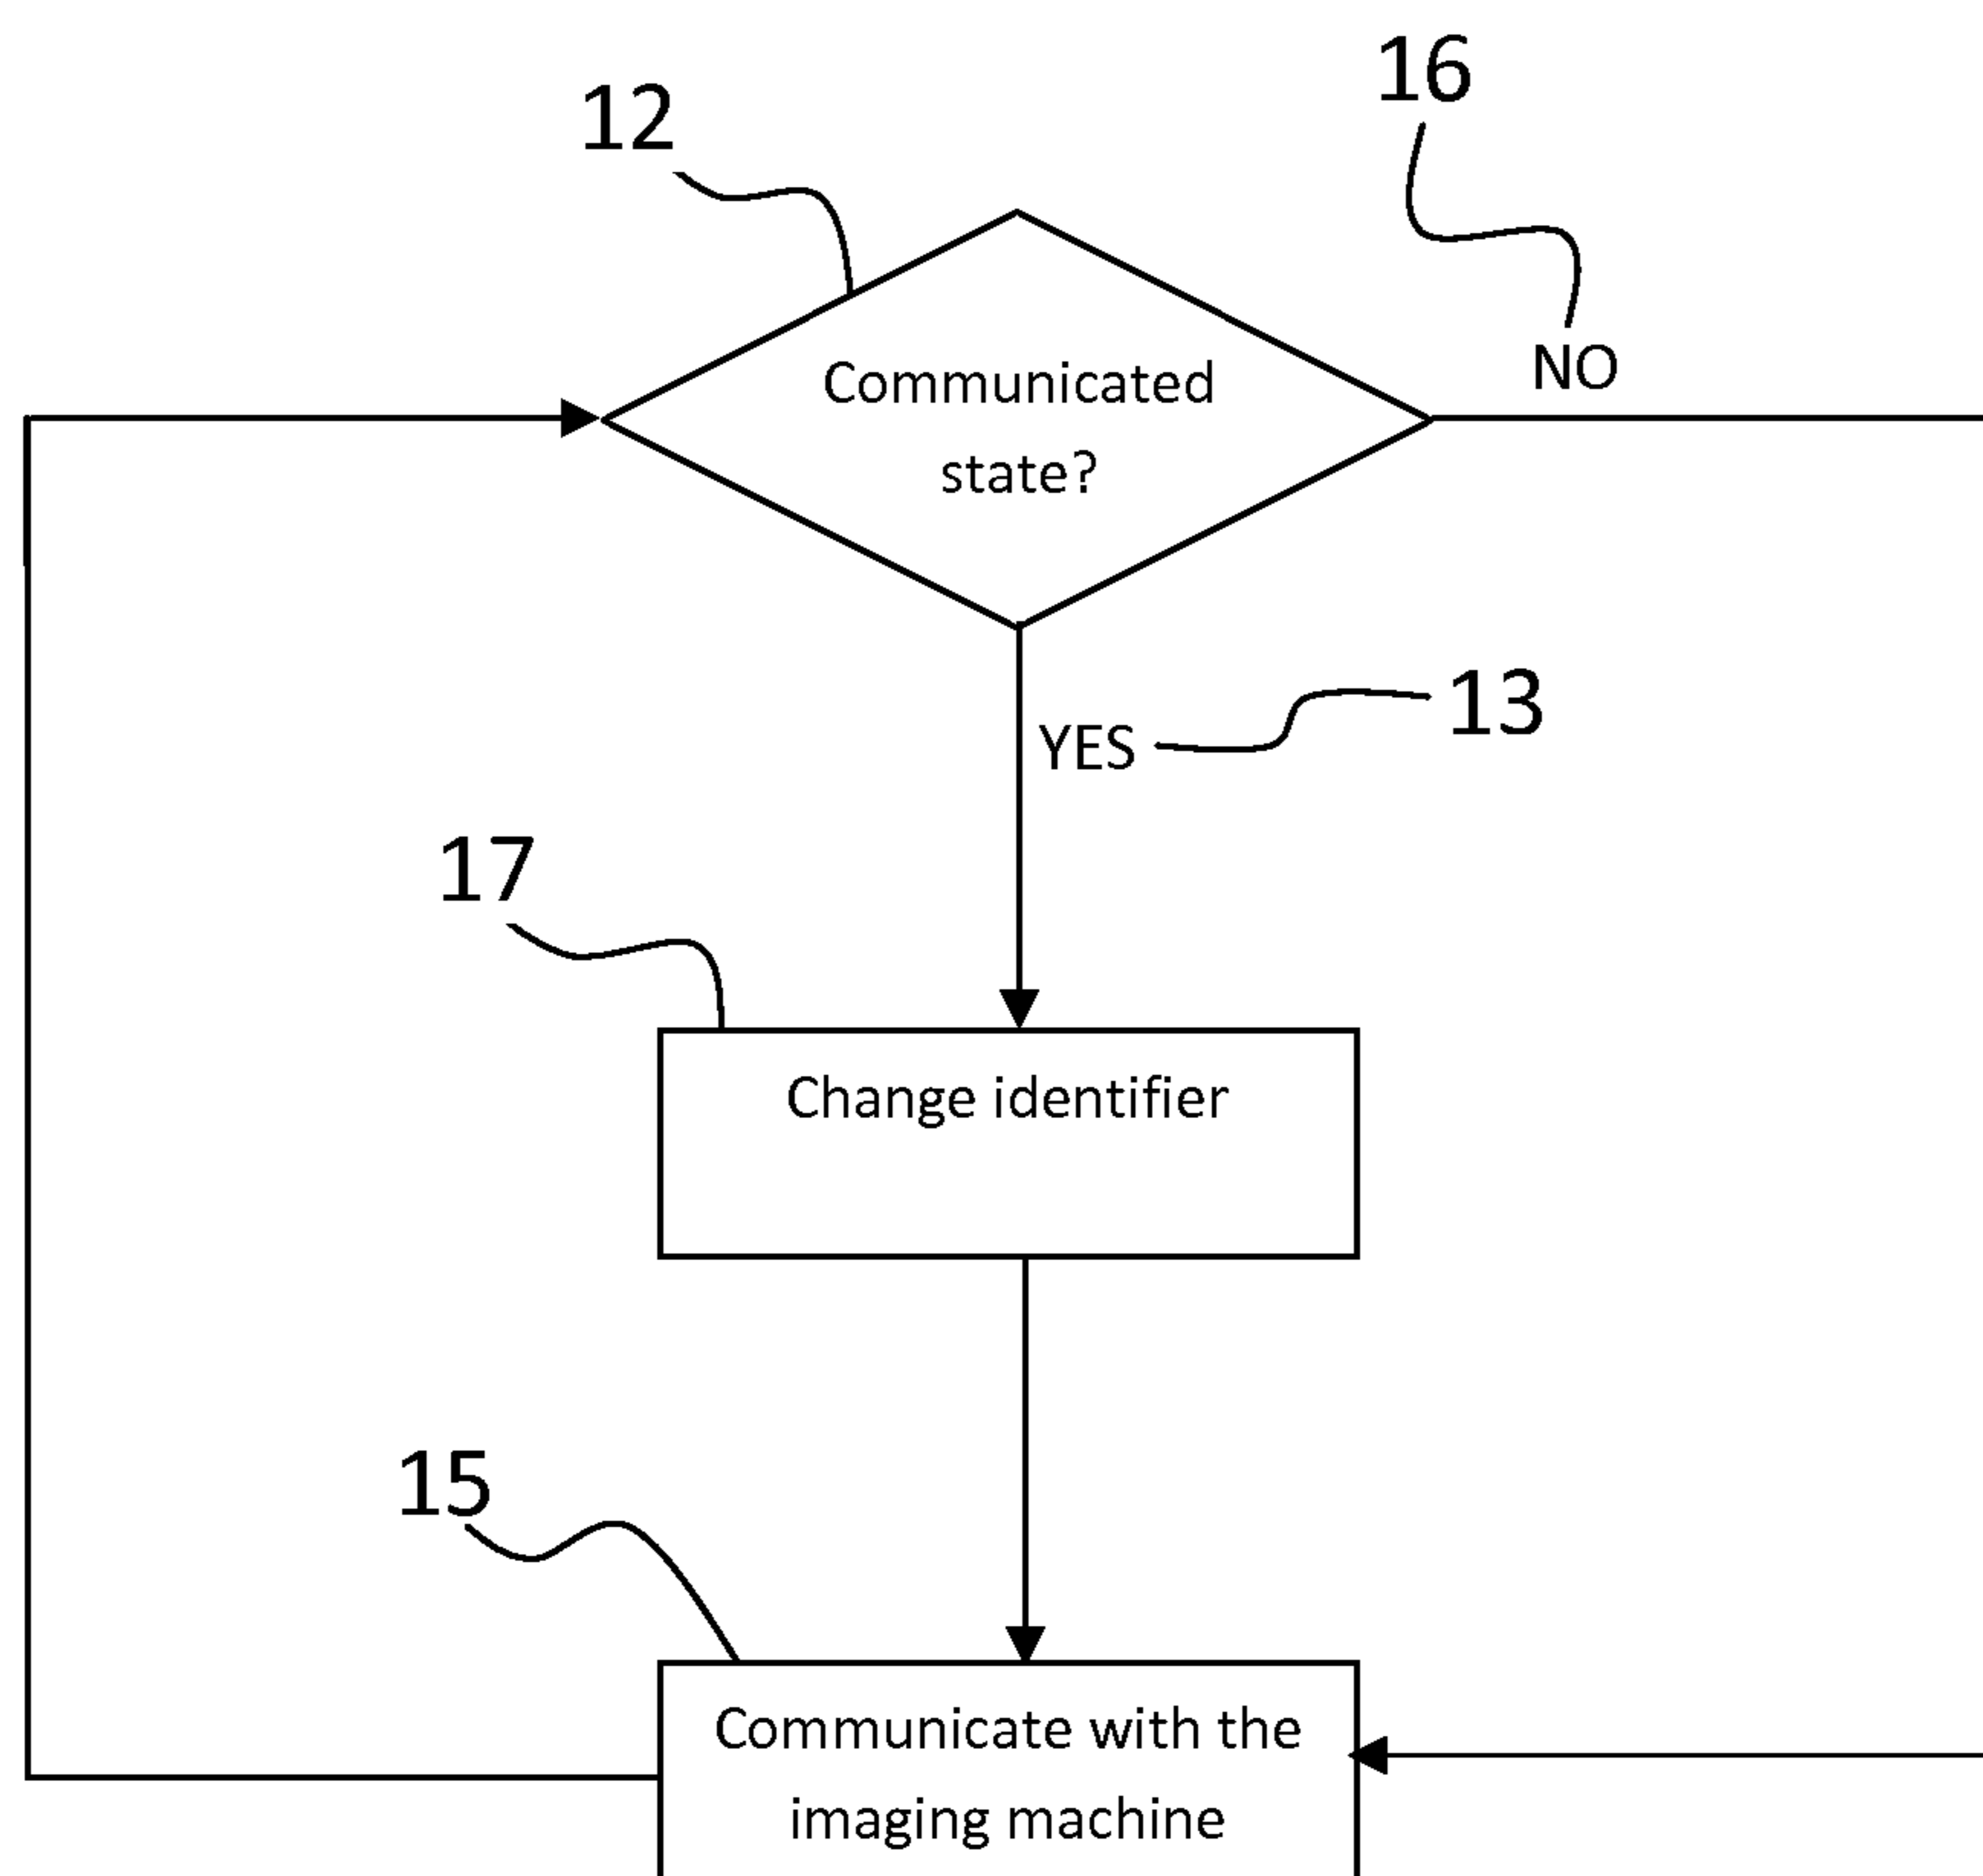 16
12
NO
Communicated
state?
13
YES
17
Change identifier
15
Communicate with the
imaging machine